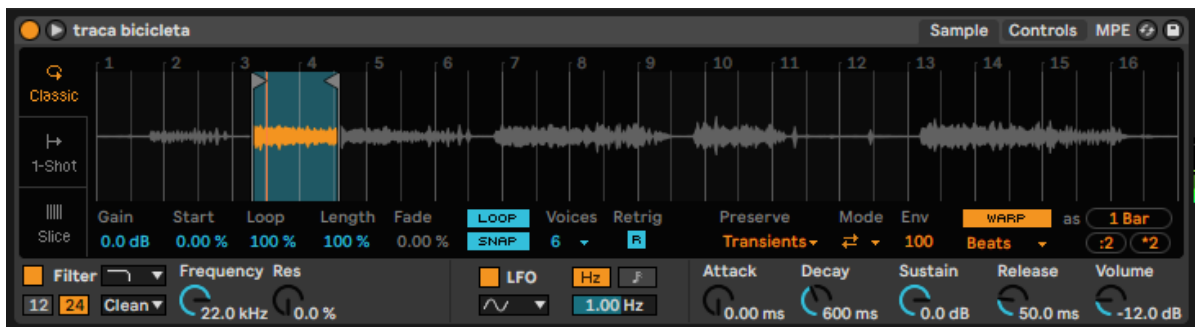 traca bicicleta Sample Controls MPE
1 2 3 4 5 6 7 8 9 10 11 12 13 14 15 16
Classic
1-Shot
Slice
Gain Start Loop Length Fade LOOP Voices Retrig Preserve Mode Env WARP as 1 Bar
0.0 dB 0.00 % 100 % 100 % 0.00 % SNAP 6 R Transients 100 Beats :2 *2
Filter Frequency Res LFO Hz Attack Decay Sustain Release Volume
12 24 Clean 22.0 kHz 0.0 % 1.00 Hz 0.00 ms 600 ms 0.0 dB 50.0 ms -12.0 dB